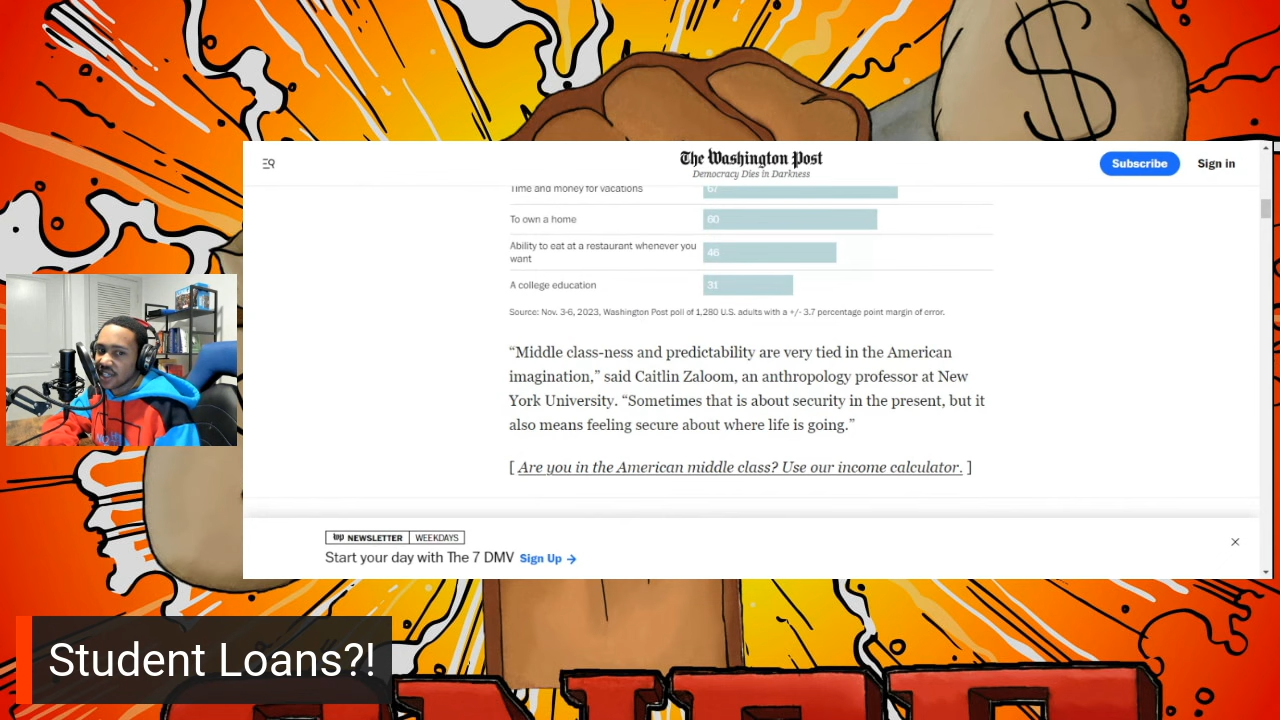 The Washington Post
Democracy Dies in Darkness
Subscribe
Sign in
Time and money for vacations
67
To own a home
60
Ability to eat at a restaurant whenever you
want
46
A college education
31
Source: Nov. 3-6, 2023, Washington Post poll of 1,280 U.S. adults with a +/- 3.7 percentage point margin of error.
“Middle class-ness and predictability are very tied in the American
imagination,” said Caitlin Zaloom, an anthropology professor at New
York University. “Sometimes that is about security in the present, but it
also means feeling secure about where life is going.”
[ Are you in the American middle class? Use our income calculator. ]
wp NEWSLETTER WEEKDAYS
Start your day with The 7 DMV Sign Up →
Student Loans?!
$